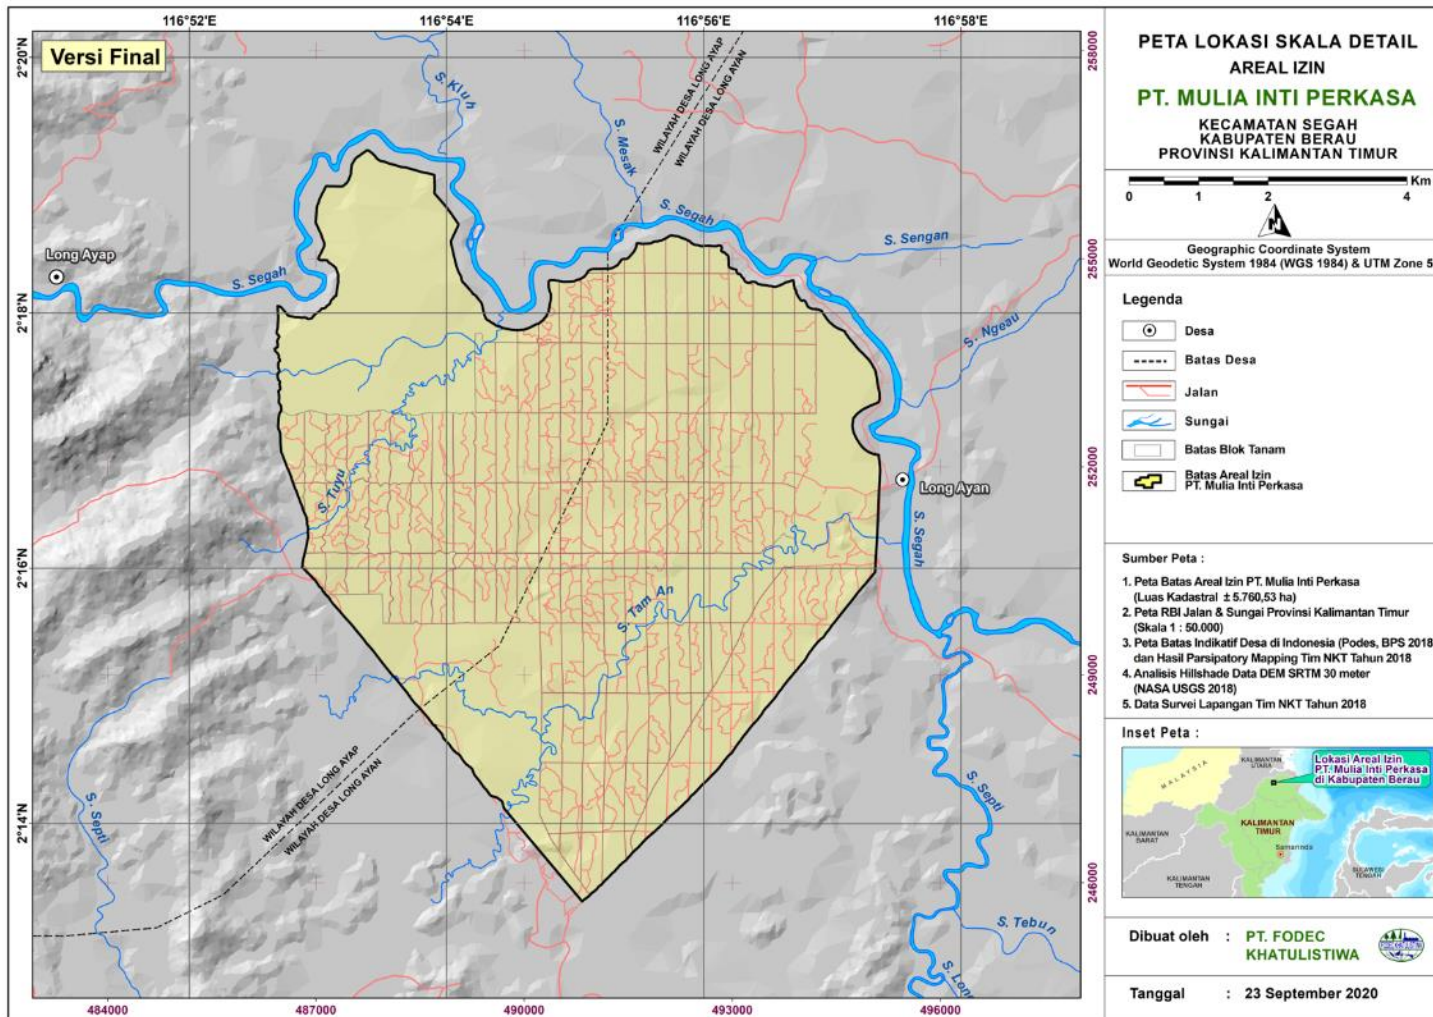 116°52'E
116°54'E
116°56'E
116°58'E
Versi Final
2°20'N
2°18'N
2°16'N
2°14'N
258000
255000
252000
249000
246000
484000
487000
490000
493000
496000
S. Kluh
S. Mesak
WILAYAH DESA LONG AYAP
WILAYAH DESA LONG AYAN
S. Segah
S. Sengan
Long Ayap
S. Segah
S. Ngeau
S. Tuyu
Long Ayan
S. Segah
S. Tam An
WILAYAH DESA LONG AYAP
WILAYAH DESA LONG AYAN
S. Septi
S. Septi
S. Tebun
PETA LOKASI SKALA DETAIL
AREAL IZIN
PT. MULIA INTI PERKASA
KECAMATAN SEGAH
KABUPATEN BERAU
PROVINSI KALIMANTAN TIMUR
Km
0 1 2 4
N
Geographic Coordinate System
World Geodetic System 1984 (WGS 1984) & UTM Zone 5
Legenda
Desa
Batas Desa
Jalan
Sungai
Batas Blok Tanam
Batas Areal Izin
PT. Mulia Inti Perkasa
Sumber Peta :
1. Peta Batas Areal Izin PT. Mulia Inti Perkasa
(Luas Kadastral ± 5.760,53 ha)
2. Peta RBI Jalan & Sungai Provinsi Kalimantan Timur
(Skala 1 : 50.000)
3. Peta Batas Indikatif Desa di Indonesia (Podes, BPS 2018
dan Hasil Parsipatory Mapping Tim NKT Tahun 2018
4. Analisis Hillshade Data DEM SRTM 30 meter
(NASA USGS 2018)
5. Data Survei Lapangan Tim NKT Tahun 2018
Inset Peta :
Lokasi Areal Izin
PT. Mulia Inti Perkasa
di Kabupaten Berau
MALAYSIA
KALIMANTAN
UTARA
KALIMANTAN
TIMUR
KALIMANTAN
BARAT
Samarinda
KALIMANTAN
TENGAH
SULAWESI
TENGAH
Dibuat oleh : PT. FODEC
KHATULISTIWA
Tanggal : 23 September 2020